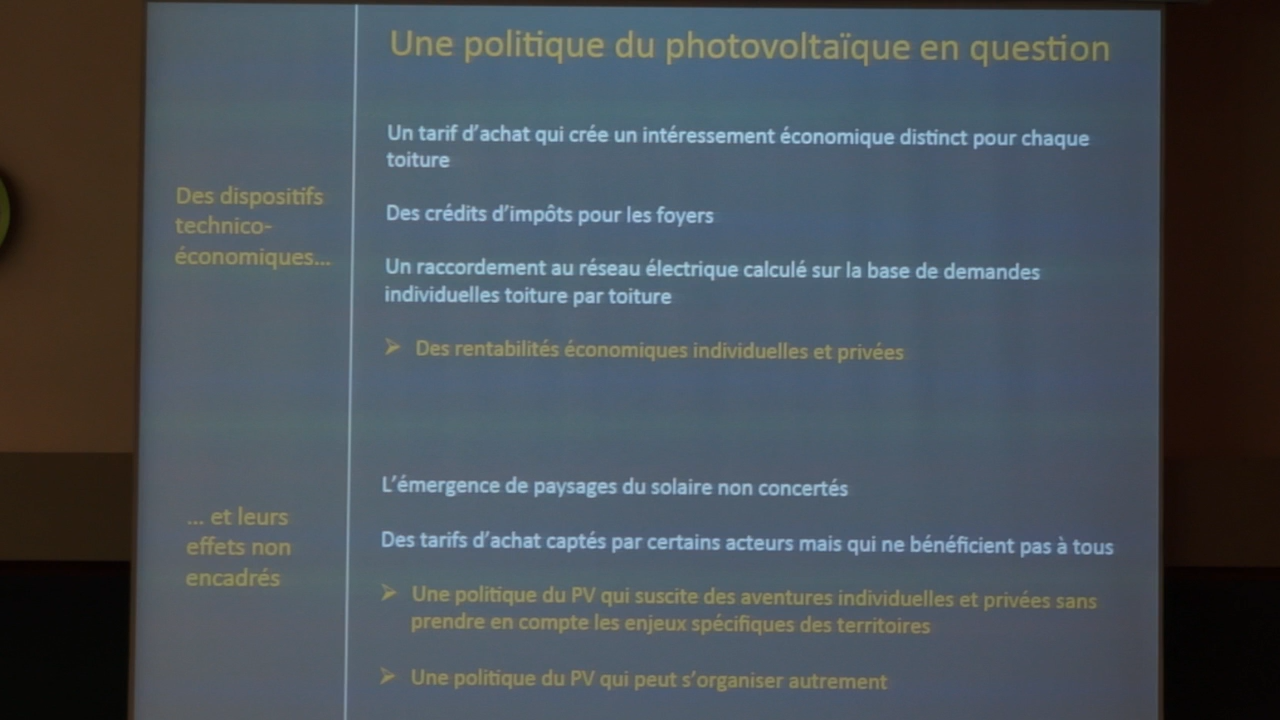 Une politique du photovoltaïque en question
Des dispositifs
technico-
économiques...
Un tarif d'achat qui crée un intéressement économique distinct pour chaque
toiture
Des crédits d'impôts pour les foyers
Un raccordement au réseau électrique calculé sur la base de demandes
individuelles toiture par toiture
➢ Des rentabilités économiques individuelles et privées
... et leurs
effets non
encadrés
L'émergence de paysages du solaire non concertés
Des tarifs d'achat captés par certains acteurs mais qui ne bénéficient pas à tous
➢ Une politique du PV qui suscite des aventures individuelles et privées sans
prendre en compte les enjeux spécifiques des territoires
➢ Une politique du PV qui peut s'organiser autrement